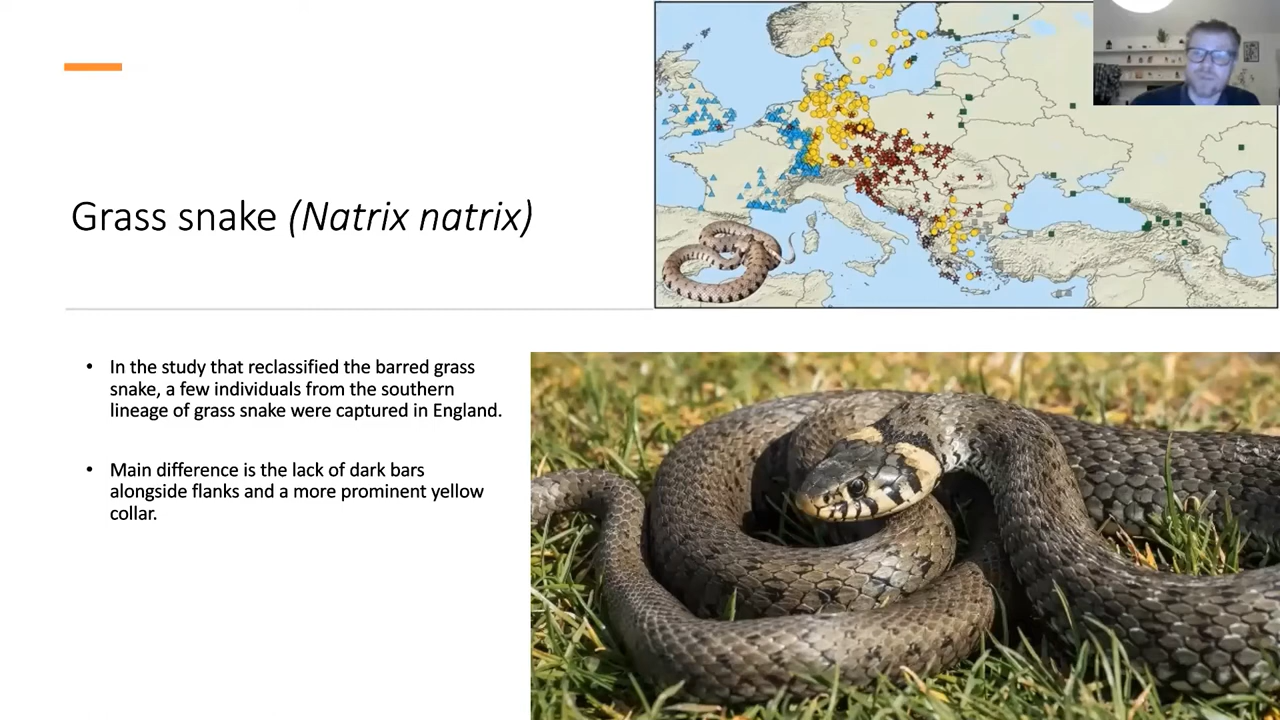 Grass snake (Natrix natrix)
• In the study that reclassified the barred grass
snake, a few individuals from the southern
lineage of grass snake were captured in England.
• Main difference is the lack of dark bars
alongside flanks and a more prominent yellow
collar.